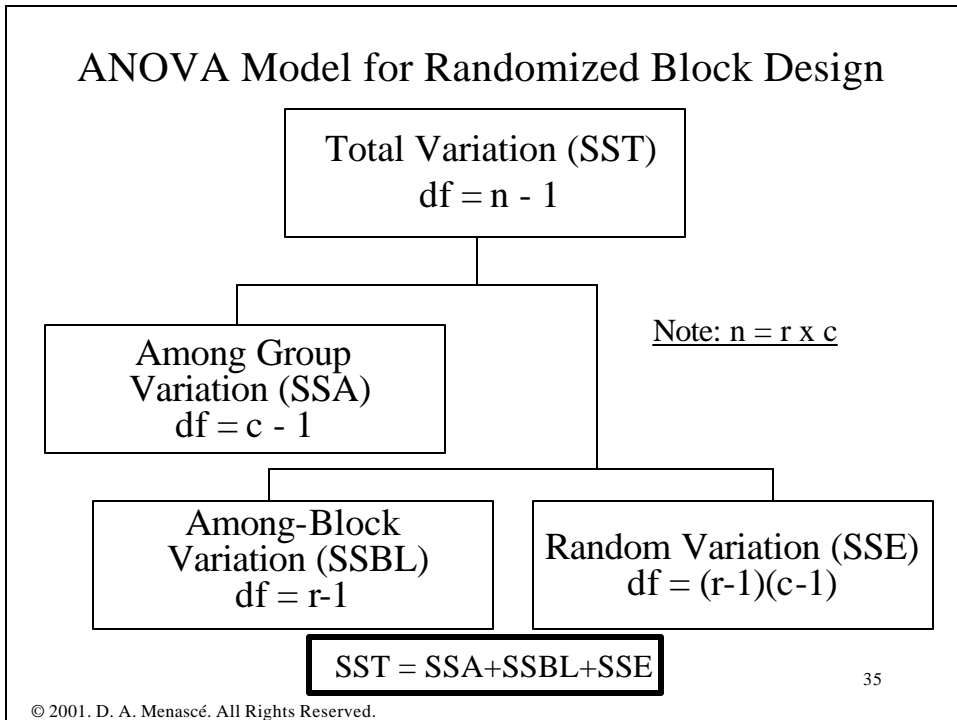 ANOVA Model for Randomized Block Design
Total Variation (SST)
df = n - 1
Note: n = r x c
Among Group
Variation (SSA)
df = c - 1
Among-Block
Variation (SSBL)
df = r-1
Random Variation (SSE)
df = (r-1)(c-1)
SST = SSA+SSBL+SSE
35
© 2001. D. A. Menascé. All Rights Reserved.